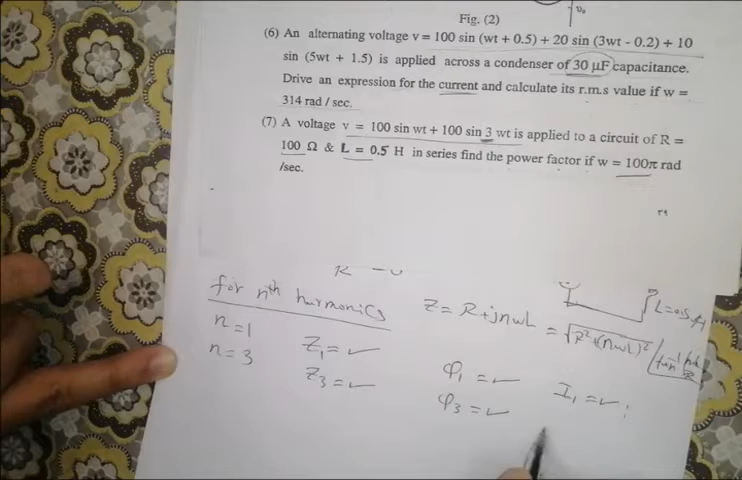 Fig. (2)
(6) An alternating voltage v = 100 sin (wt + 0.5) + 20 sin (3wt - 0.2) + 10
sin (5wt + 1.5) is applied across a condenser of 30 μF capacitance.
Drive an expression for the current and calculate its r.m.s value if w =
314 rad / sec.
(7) A voltage v = 100 sin wt + 100 sin 3 wt is applied to a circuit of R =
100 Ω & L = 0.5 H in series find the power factor if w = 100π rad
/sec.
٣٩
for nth harmonics
Z = R + jnwL = √R²+(nwL)²
L=0.5 H
n=1
n=3
Z₁ = ✓
Z₃ = ✓
φ₁ = ✓
φ₃ = ✓
I₁ = ✓ ;